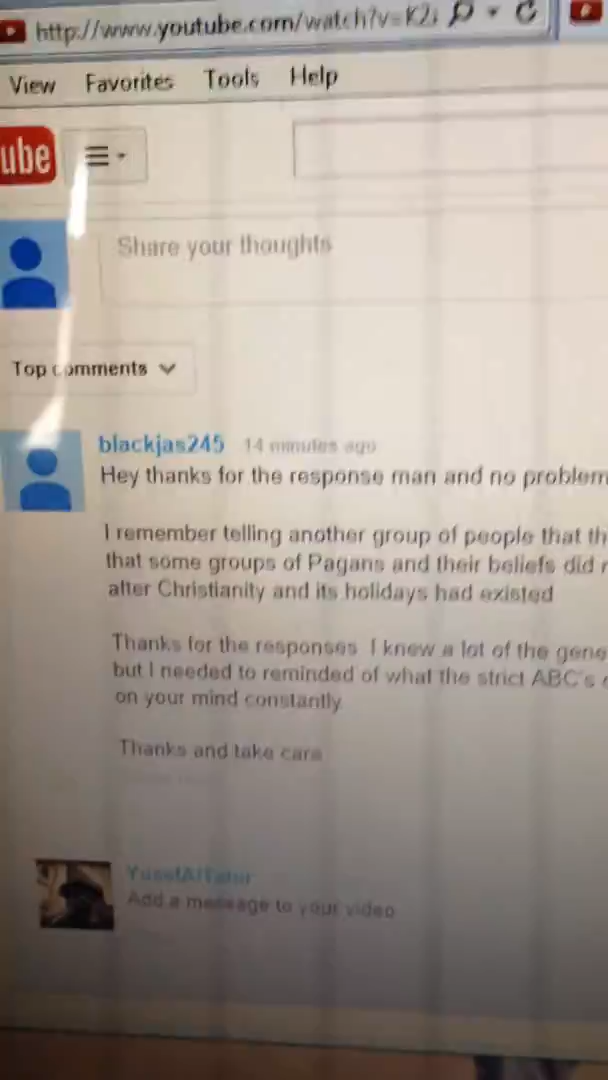 http://www.youtube.com/watch?v=K2
View Favorites Tools Help
ube
Share your thoughts
Top comments
blackjas245 14 minutes ago
Hey thanks for the response man and no problem
I remember telling another group of people that th
that some groups of Pagans and their beliefs did
after Christianity and its holidays had existed
Thanks for the responses I knew a lot of the gene
but I needed to reminded of what the strict ABC's
on your mind constantly
Thanks and take care
Add a message to your video